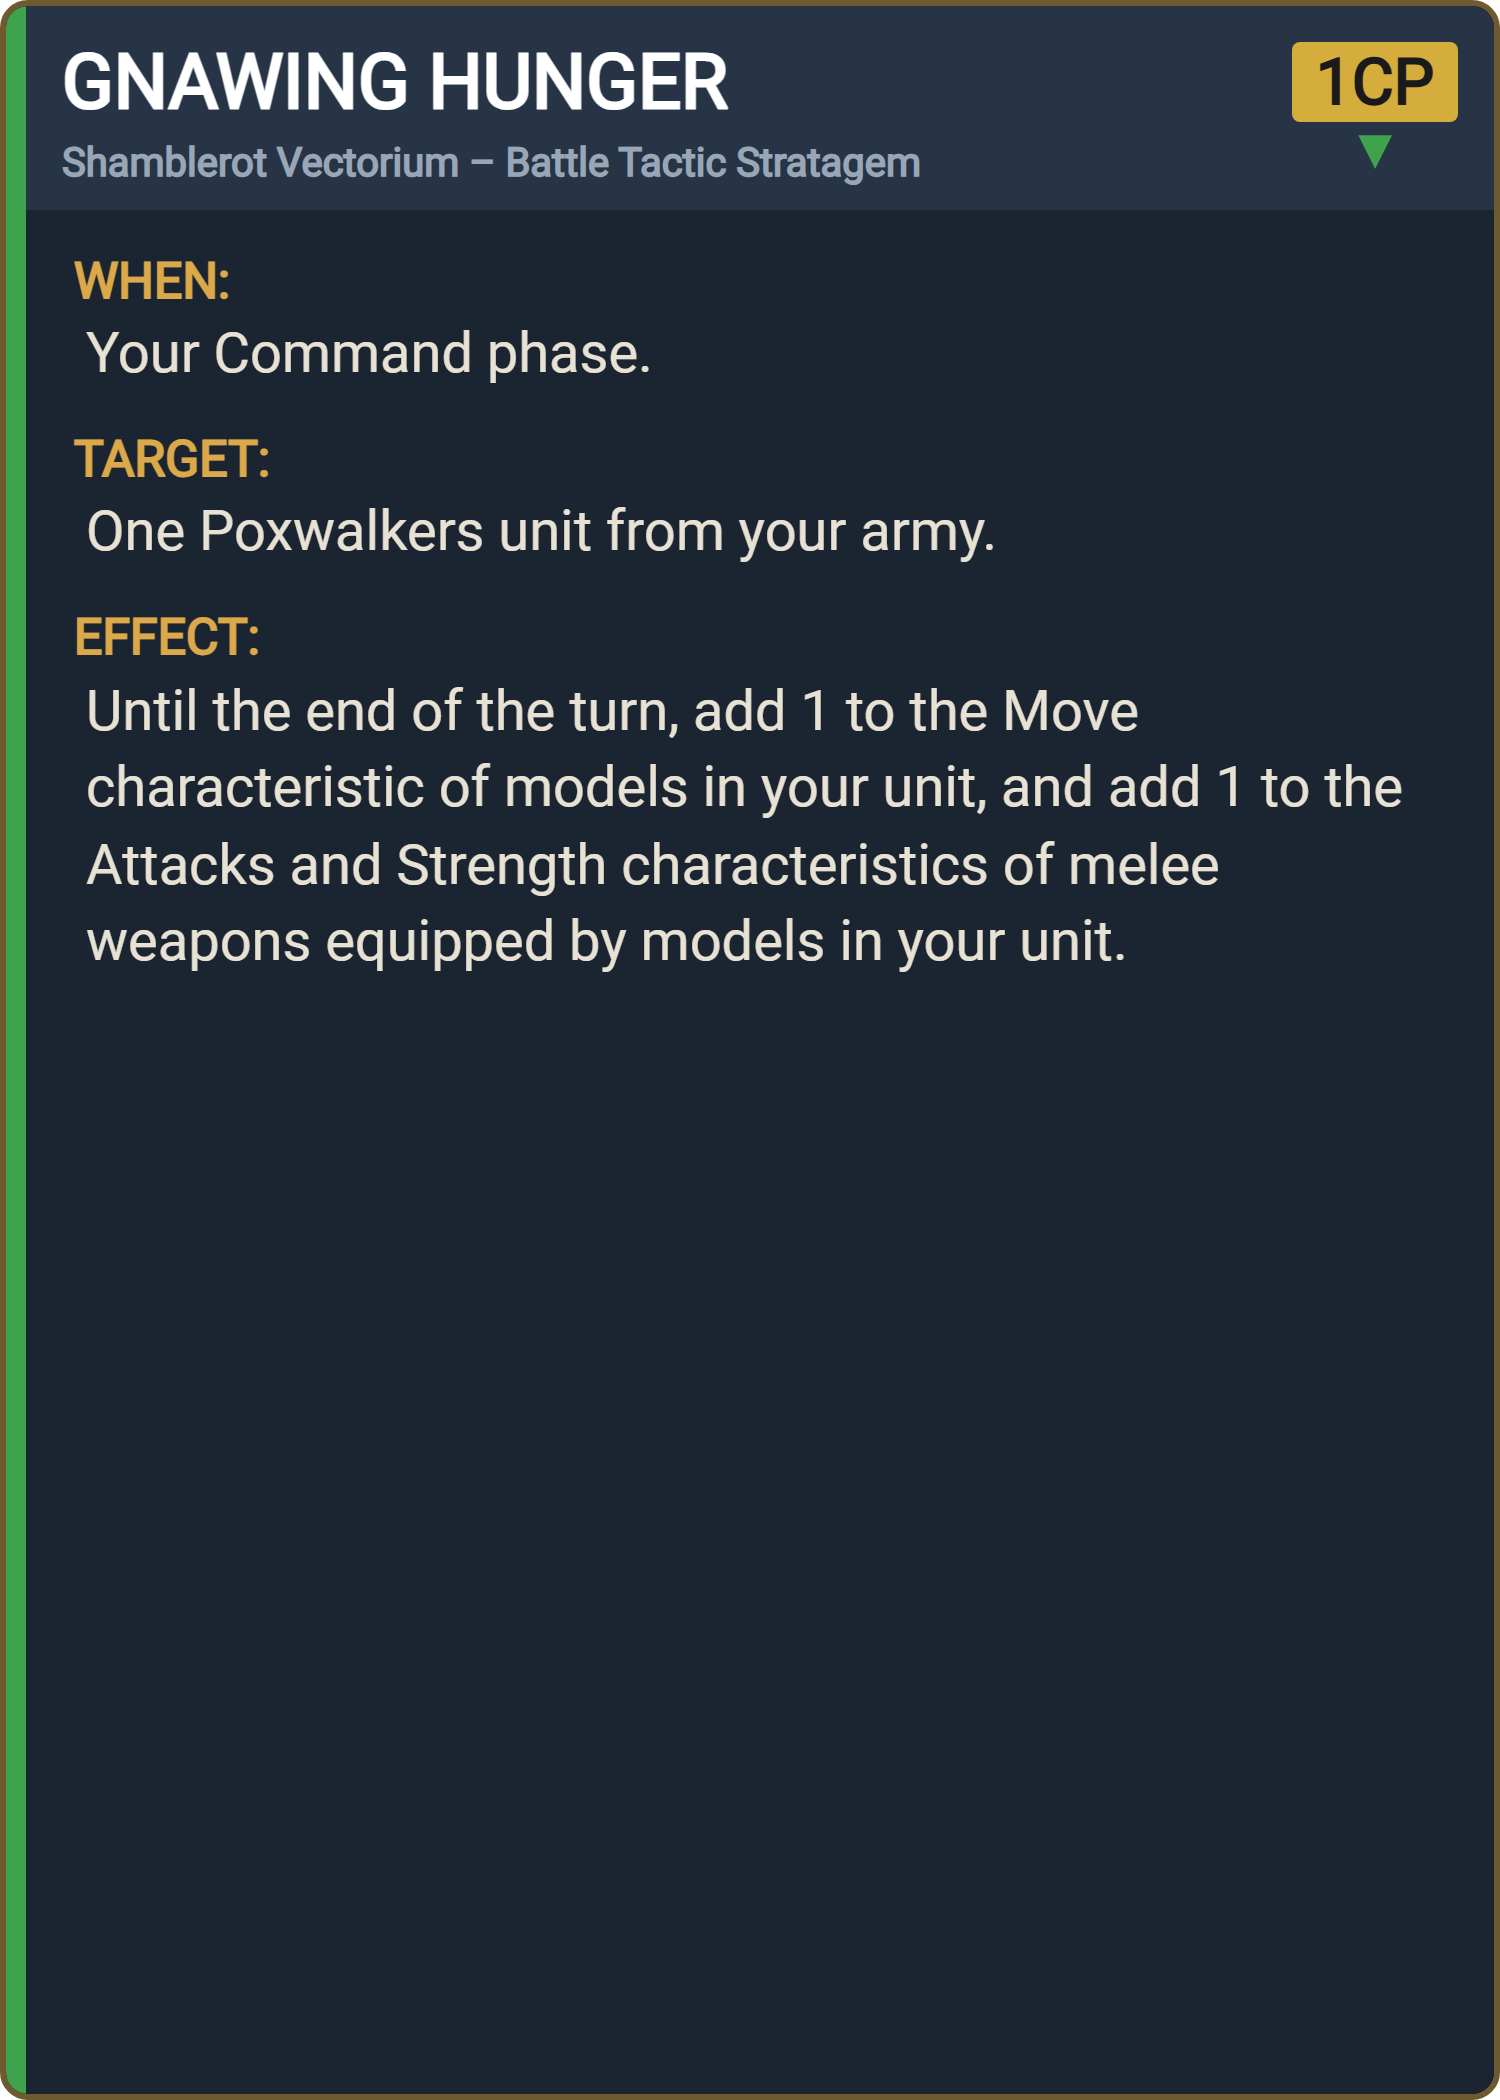 GNAWING HUNGER
1CP
Shamblerot Vectorium – Battle Tactic Stratagem
WHEN:
Your Command phase.
TARGET:
One Poxwalkers unit from your army.
EFFECT:
Until the end of the turn, add 1 to the Move
characteristic of models in your unit, and add 1 to the
Attacks and Strength characteristics of melee
weapons equipped by models in your unit.